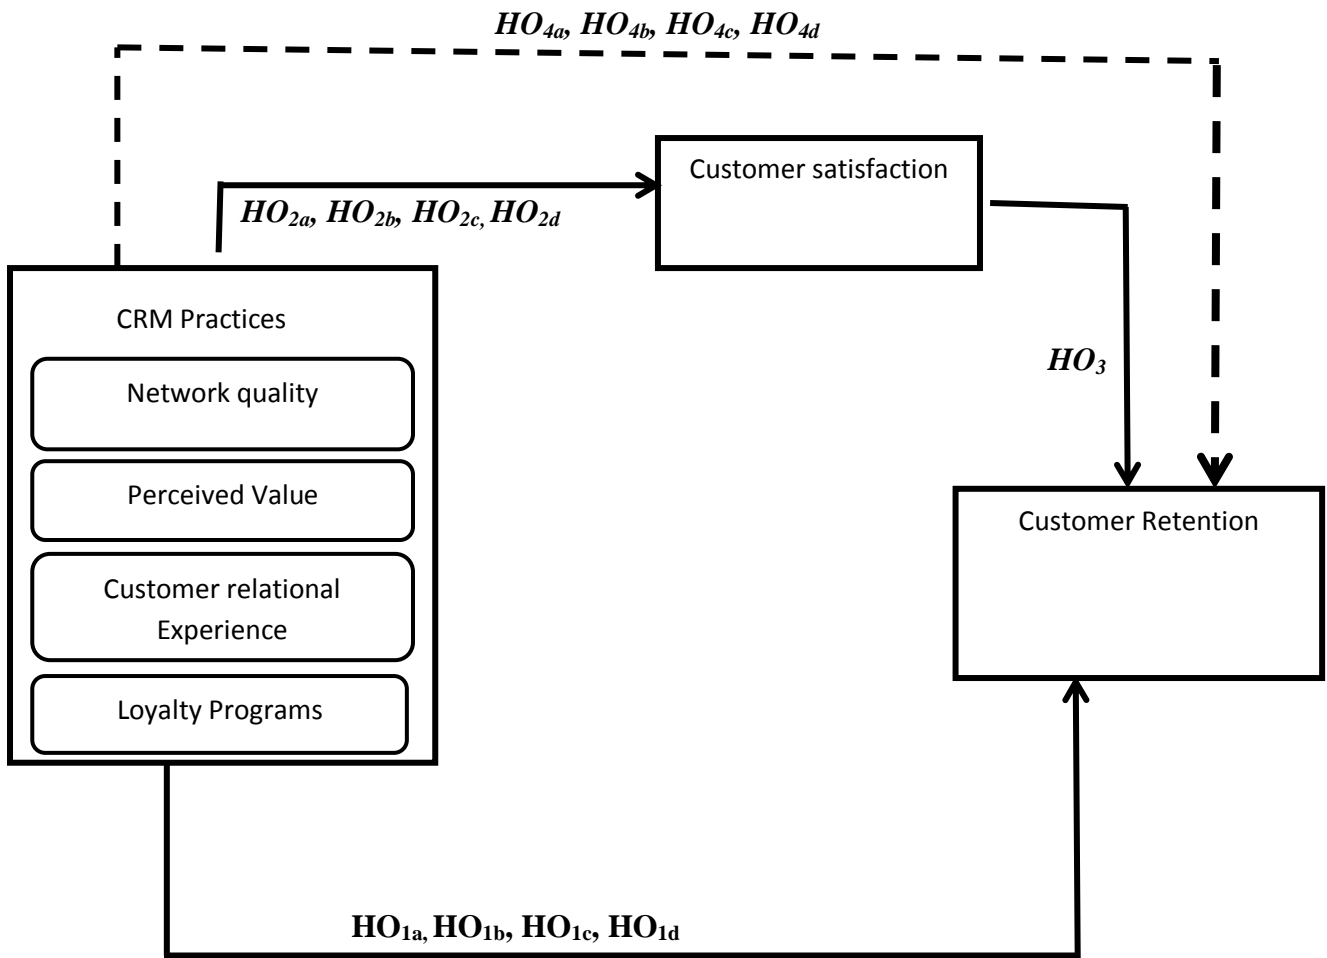 HO4a, HO4b, HO4c, HO4d
Customer satisfaction
HO2a, HO2b, HO2c, HO2d
CRM Practices
HO3
Network quality
Perceived Value
Customer Retention
Customer relational
Experience
Loyalty Programs
HO1a, HO1b, HO1c, HO1d